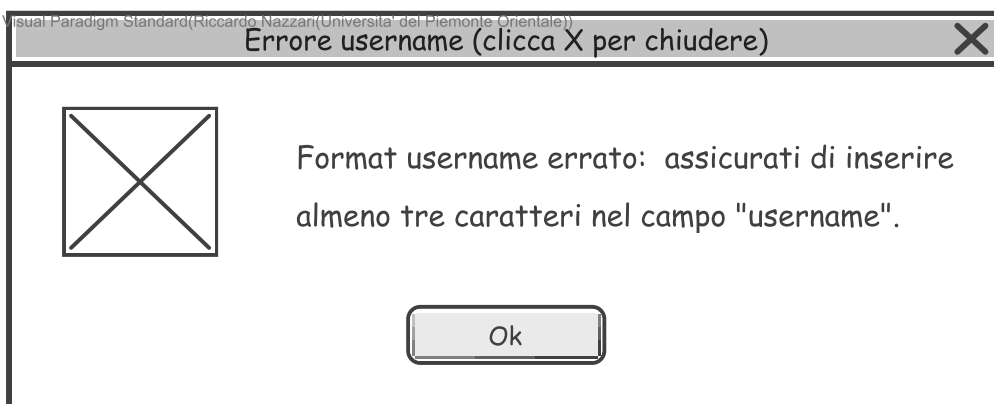 Visual Paradigm Standard(Riccardo Nazzari(Universita' del Piemonte Orientale))
Errore username (clicca X per chiudere)
Format username errato:  assicurati di inserire
almeno tre caratteri nel campo "username".
Ok